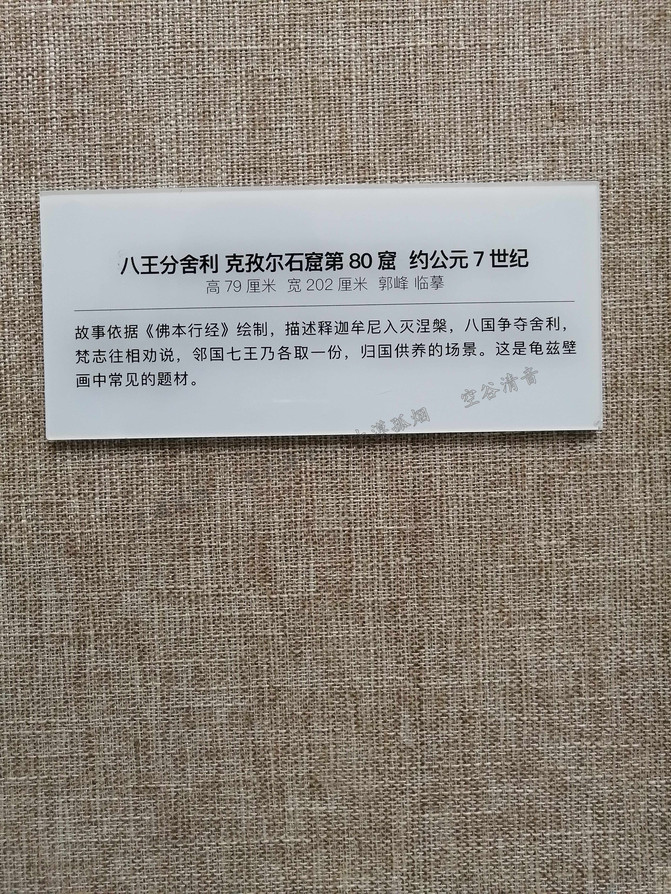 八王分舍利 克孜尔石窟第 80 窟 约公元 7 世纪
高 79 厘米 宽 202 厘米 郭峰 临摹
故事依据《佛本行经》绘制，描述释迦牟尼入灭涅槃，八国争夺舍利，
梵志往相劝说，邻国七王乃各取一份，归国供养的场景。这是龟兹壁
画中常见的题材。
空谷清音
孤烟